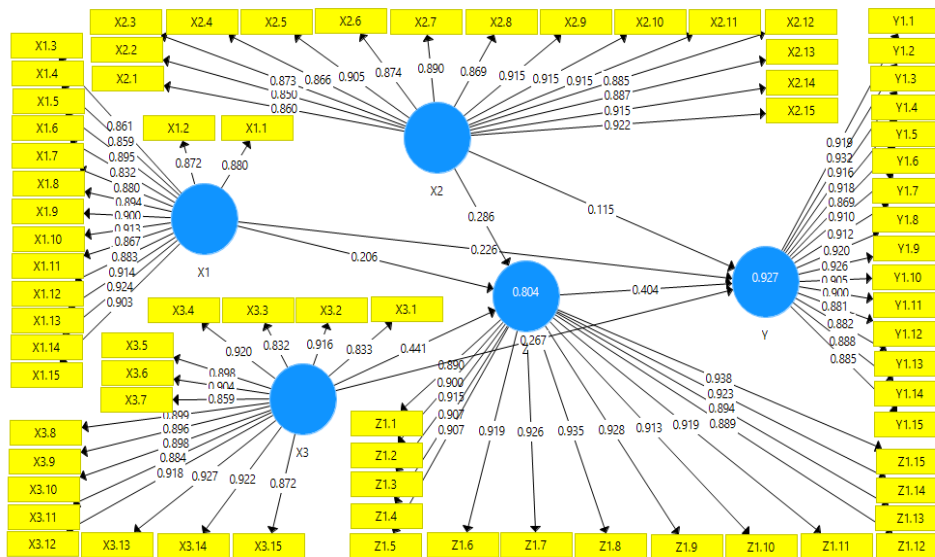 X2.3 X2.4 X2.5 X2.6 X2.7 X2.8 X2.9 X2.10 X2.11 X2.12 Y1.1
X1.3 X2.2 X2.13 Y1.2
X1.4 X2.1 0.873 0.866 0.905 0.874 0.890 0.869 0.915 0.915 0.915 0.885 X2.14 Y1.3
0.850 0.887
X1.5 0.860 0.915 X2.15 Y1.4
0.922
X1.6 0.861 X1.2 X1.1 0.919 Y1.5
0.859 0.932
X1.7 0.895 0.872 0.880 0.916 Y1.6
0.832 0.918
X1.8 0.880 X2 0.869 Y1.7
0.894 0.910
X1.9 0.900 0.286 0.115 0.912 Y1.8
0.913 0.920
X1.10 0.867 0.226 0.926 Y1.9
0.883 0.206 0.905
X1.11 0.914 X1 0.927 0.900 Y1.10
0.924 0.804 0.404 0.881
X1.12 0.903 0.882 Y1.11
X1.13 X3.4 X3.3 X3.2 X3.1 0.888 Y1.12
0.885
X1.14 X3.5 0.920 0.832 0.916 0.833 0.441 0.267 Y Y1.13
X1.15 X3.6 0.898 0.890 0.938 Y1.14
0.904 0.900 0.923
X3.7 0.859 0.915 0.894 Y1.15
0.899 0.907 0.889
X3.8 0.896 0.907
0.898 X3 Z1.1 0.919 0.926 0.935 0.928 0.913 0.919
X3.9 0.884 Z1.2 Z1.15
0.918 0.927 0.922 0.872
X3.10 Z1.3 Z1.14
X3.11 Z1.4 Z1.13
X3.12 X3.13 X3.14 X3.15 Z1.5 Z1.6 Z1.7 Z1.8 Z1.9 Z1.10 Z1.11 Z1.12